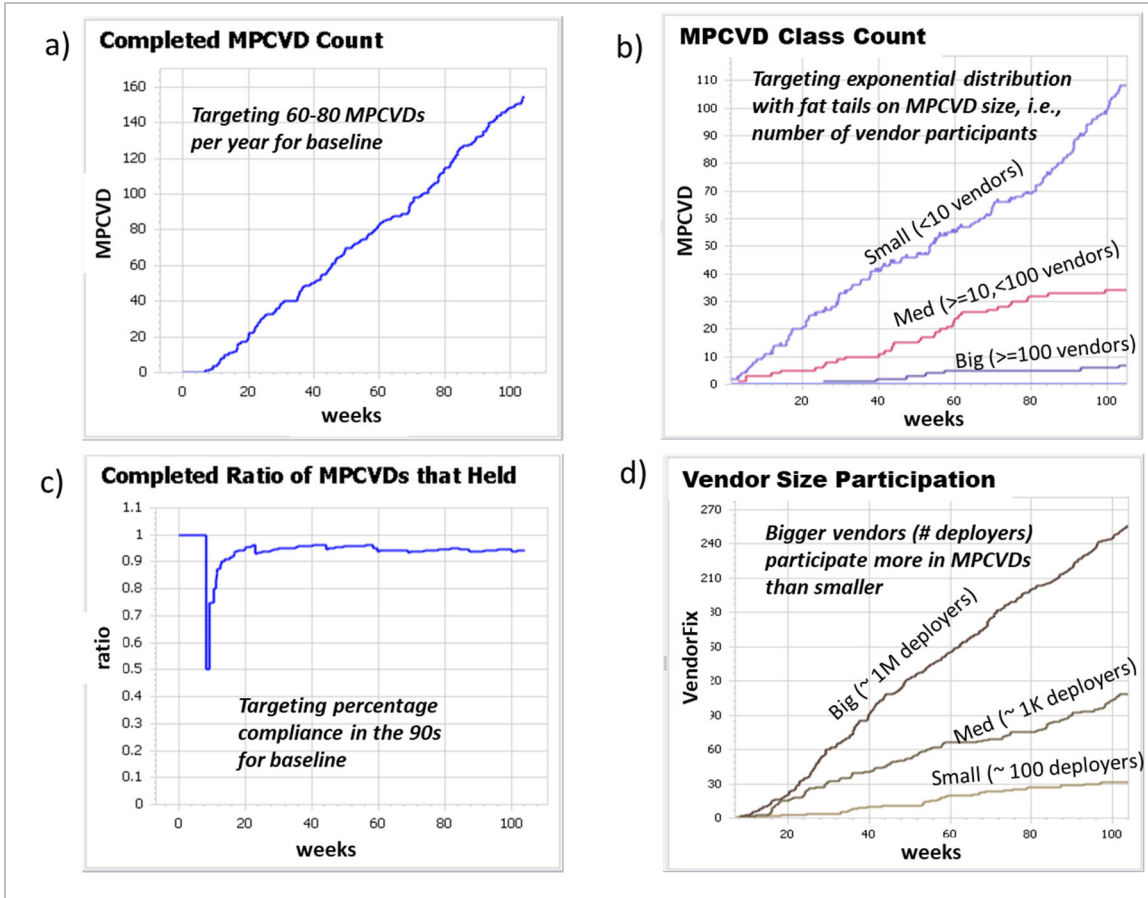 a)
Completed MPCVD Count
Targeting 60-80 MPCVDs
per year for baseline
160
140
120
100
80
60
40
20
0
MPCVD
0 20 40 60 80 100
weeks
b)
MPCVD Class Count
Targeting exponential distribution
with fat tails on MPCVD size, i.e.,
number of vendor participants
110
100
90
80
70
60
50
40
30
20
10
0
MPCVD
Small (<10 vendors)
Med (>=10,<100 vendors)
Big (>=100 vendors)
20 40 60 80 100
weeks
c)
Completed Ratio of MPCVDs that Held
1.1
1
0.9
0.8
0.7
0.6
0.5
0.4
0.3
0.2
0.1
0
ratio
Targeting percentage
compliance in the 90s
for baseline
0 20 40 60 80 100
weeks
d)
Vendor Size Participation
Bigger vendors (# deployers)
participate more in MPCVDs
than smaller
270
240
210
60
30
0
VendorFix
Big (~ 1M deployers)
Med (~ 1K deployers)
Small (~ 100 deployers)
20 40 60 80 100
weeks